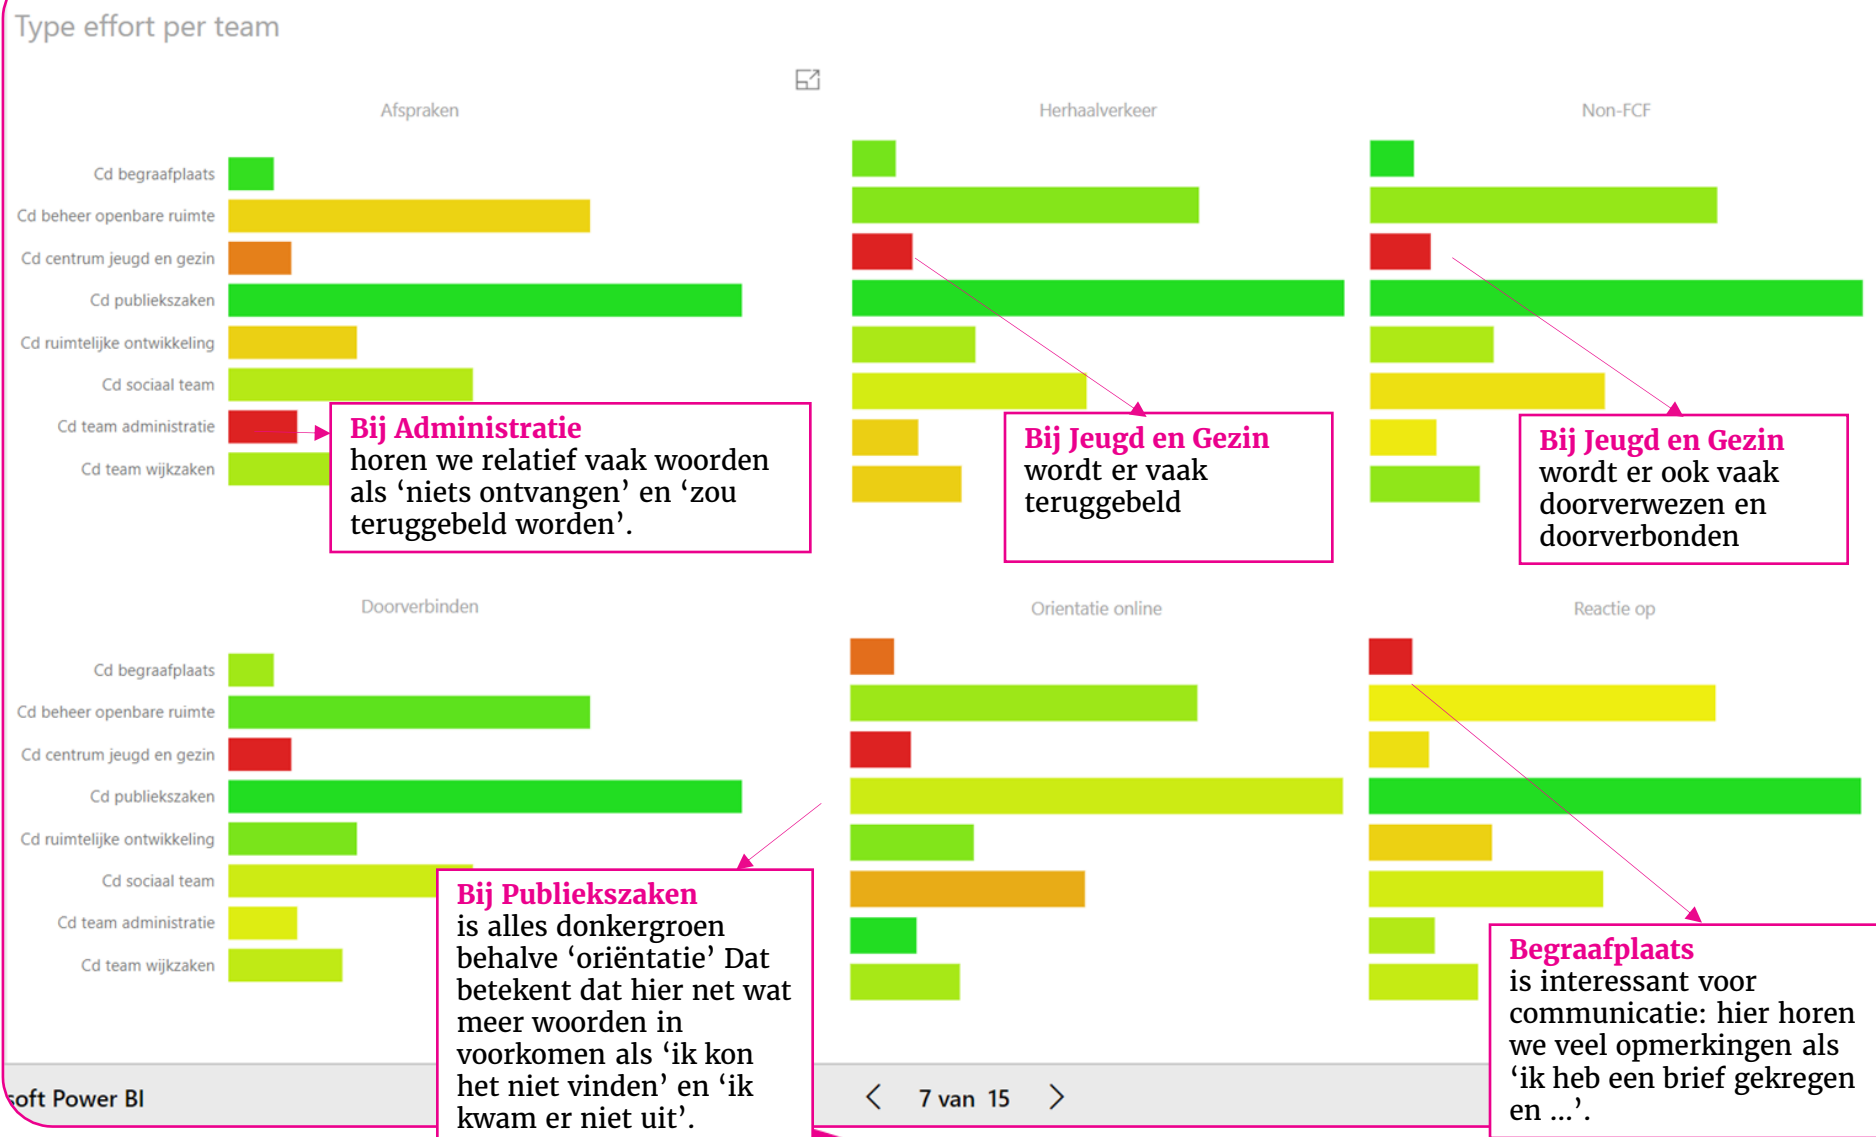 Type effort per team
Afspraken
Herhaalverkeer
Non-FCF
Cd begraafplaats
Cd beheer openbare ruimte
Cd centrum jeugd en gezin
Cd publiekszaken
Cd ruimtelijke ontwikkeling
Cd sociaal team
Cd team administratie
Cd team wijkzaken
Bij Administratie
horen we relatief vaak woorden
als ‘niets ontvangen’ en ‘zou
teruggebeld worden’.
Bij Jeugd en Gezin
wordt er vaak
teruggebeld
Bij Jeugd en Gezin
wordt er ook vaak
doorverwezen en
doorverbonden
Doorverbinden
Orientatie online
Reactie op
Cd begraafplaats
Cd beheer openbare ruimte
Cd centrum jeugd en gezin
Cd publiekszaken
Cd ruimtelijke ontwikkeling
Cd sociaal team
Cd team administratie
Cd team wijkzaken
Bij Publiekszaken
is alles donkergroen
behalve ‘oriëntatie’ Dat
betekent dat hier net wat
meer woorden in
voorkomen als ‘ik kon
het niet vinden’ en ‘ik
kwam er niet uit’.
Begraafplaats
is interessant voor
communicatie: hier horen
we veel opmerkingen als
‘ik heb een brief gekregen
en ...’.
soft Power BI
7 van 15